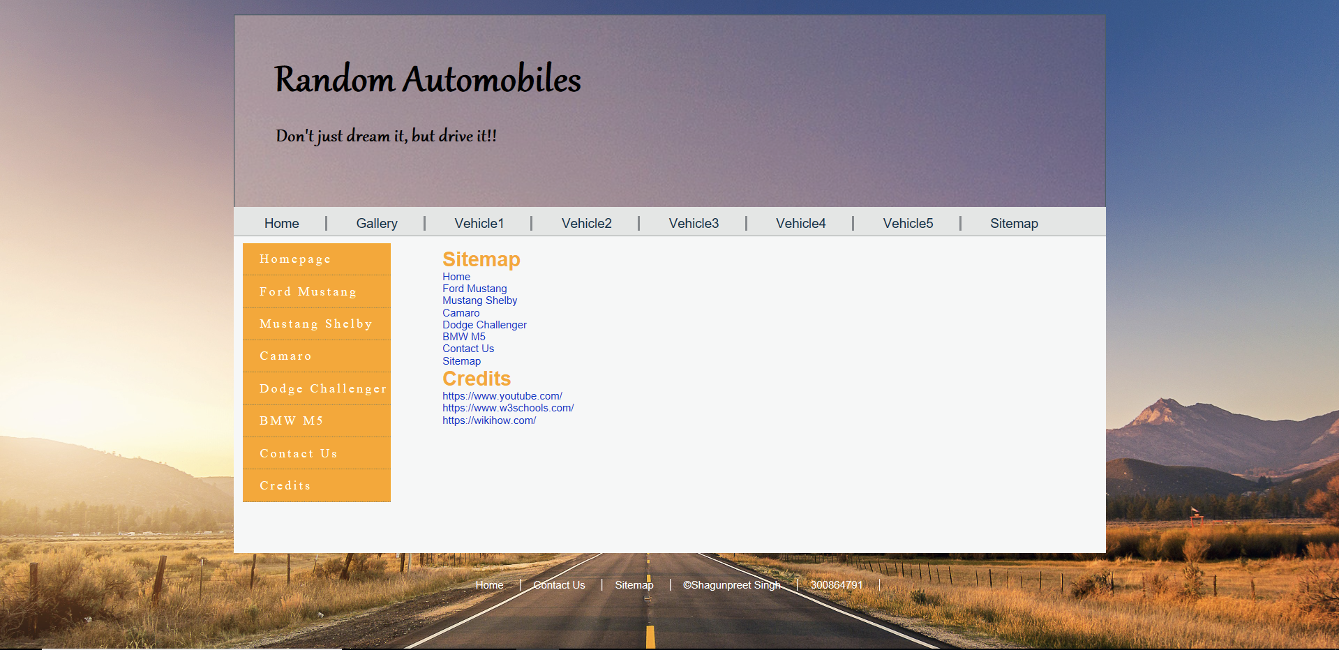 Random Automobiles
Don't just dream it, but drive it!!
Home | Gallery | Vehicle1 | Vehicle2 | Vehicle3 | Vehicle4 | Vehicle5 | Sitemap
Homepage
Ford Mustang
Mustang Shelby
Camaro
Dodge Challenger
BMW M5
Contact Us
Credits
Sitemap
Home
Ford Mustang
Mustang Shelby
Camaro
Dodge Challenger
BMW M5
Contact Us
Sitemap
Credits
https://www.youtube.com/
https://www.w3schools.com/
https://wikihow.com/
Home | Contact Us | Sitemap | ©Shagunpreet Singh | 300864791 |